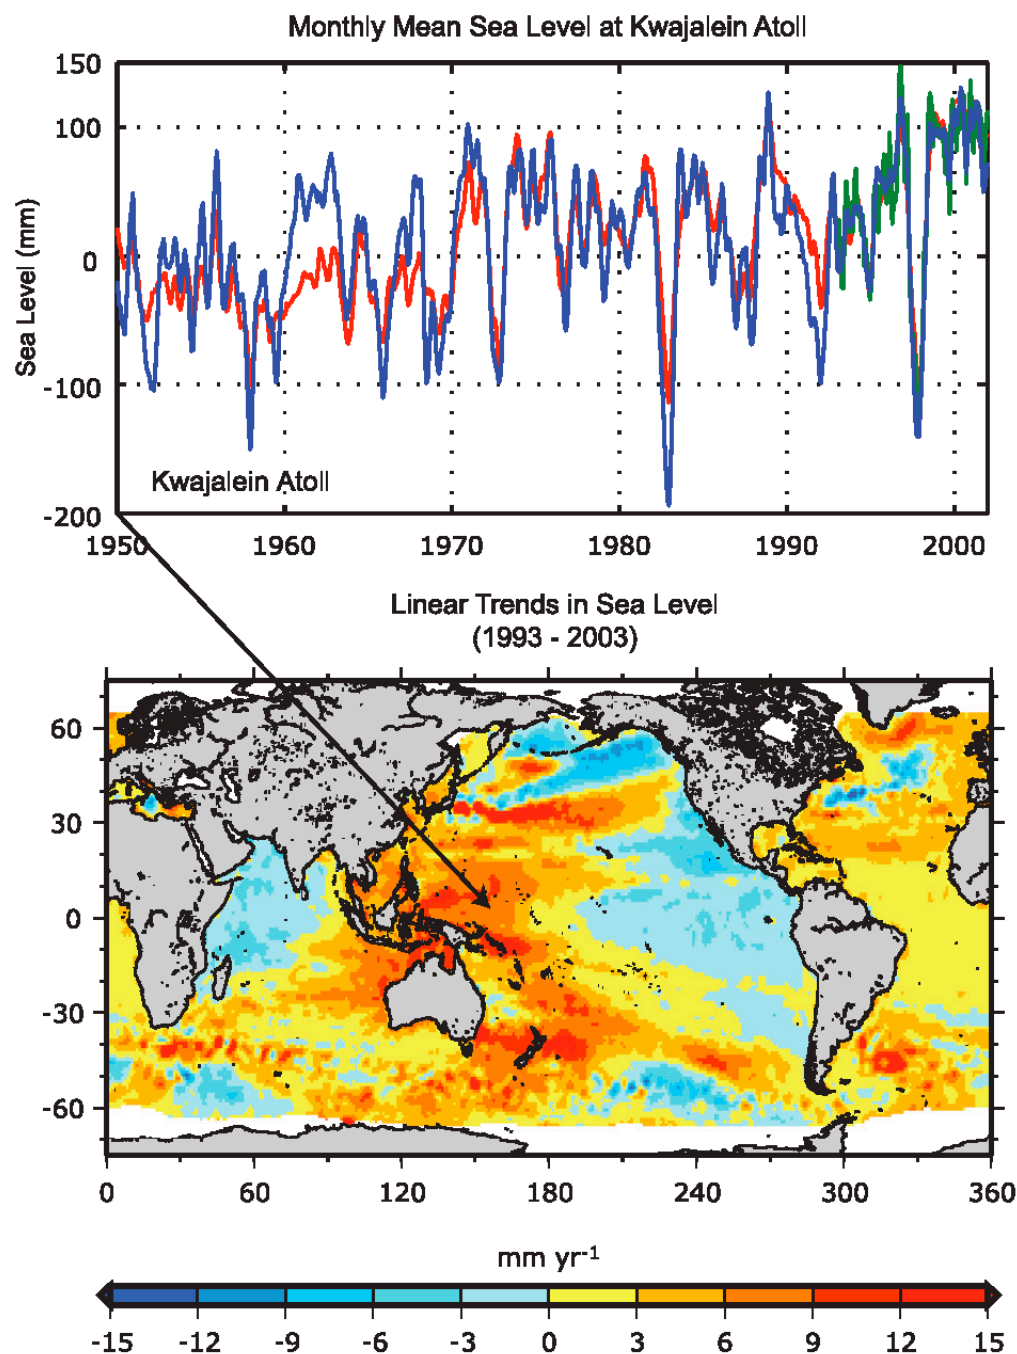 Monthly Mean Sea Level at Kwajalein Atoll
150
100
0
-100
-200
Sea Level (mm)
Kwajalein Atoll
1950 1960 1970 1980 1990 2000
Linear Trends in Sea Level
(1993 - 2003)
60
30
0
-30
-60
0 60 120 180 240 300 360
mm yr-1
-15 -12 -9 -6 -3 0 3 6 9 12 15